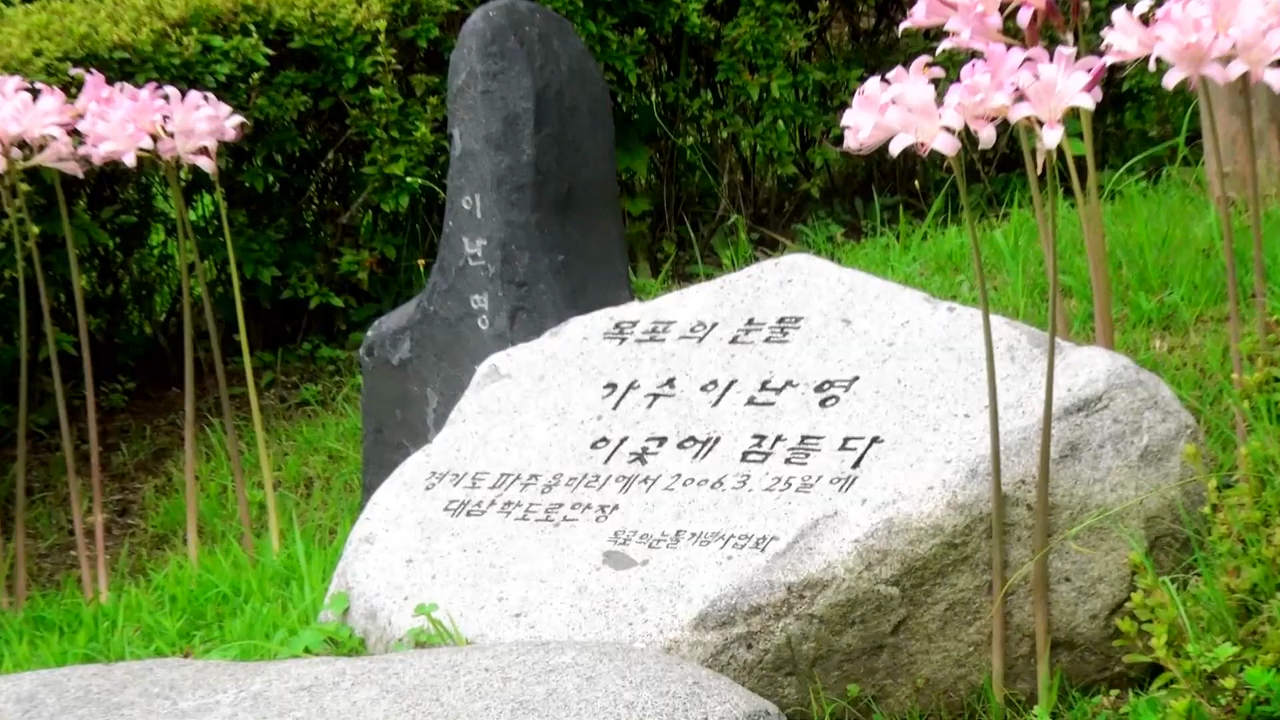 이난영
목포의 눈물
가수 이난영
이곳에 잠들다
경기도 파주 용미리에서 2006.3.25일에
대삼학도로 안장
목포의눈물기념사업회